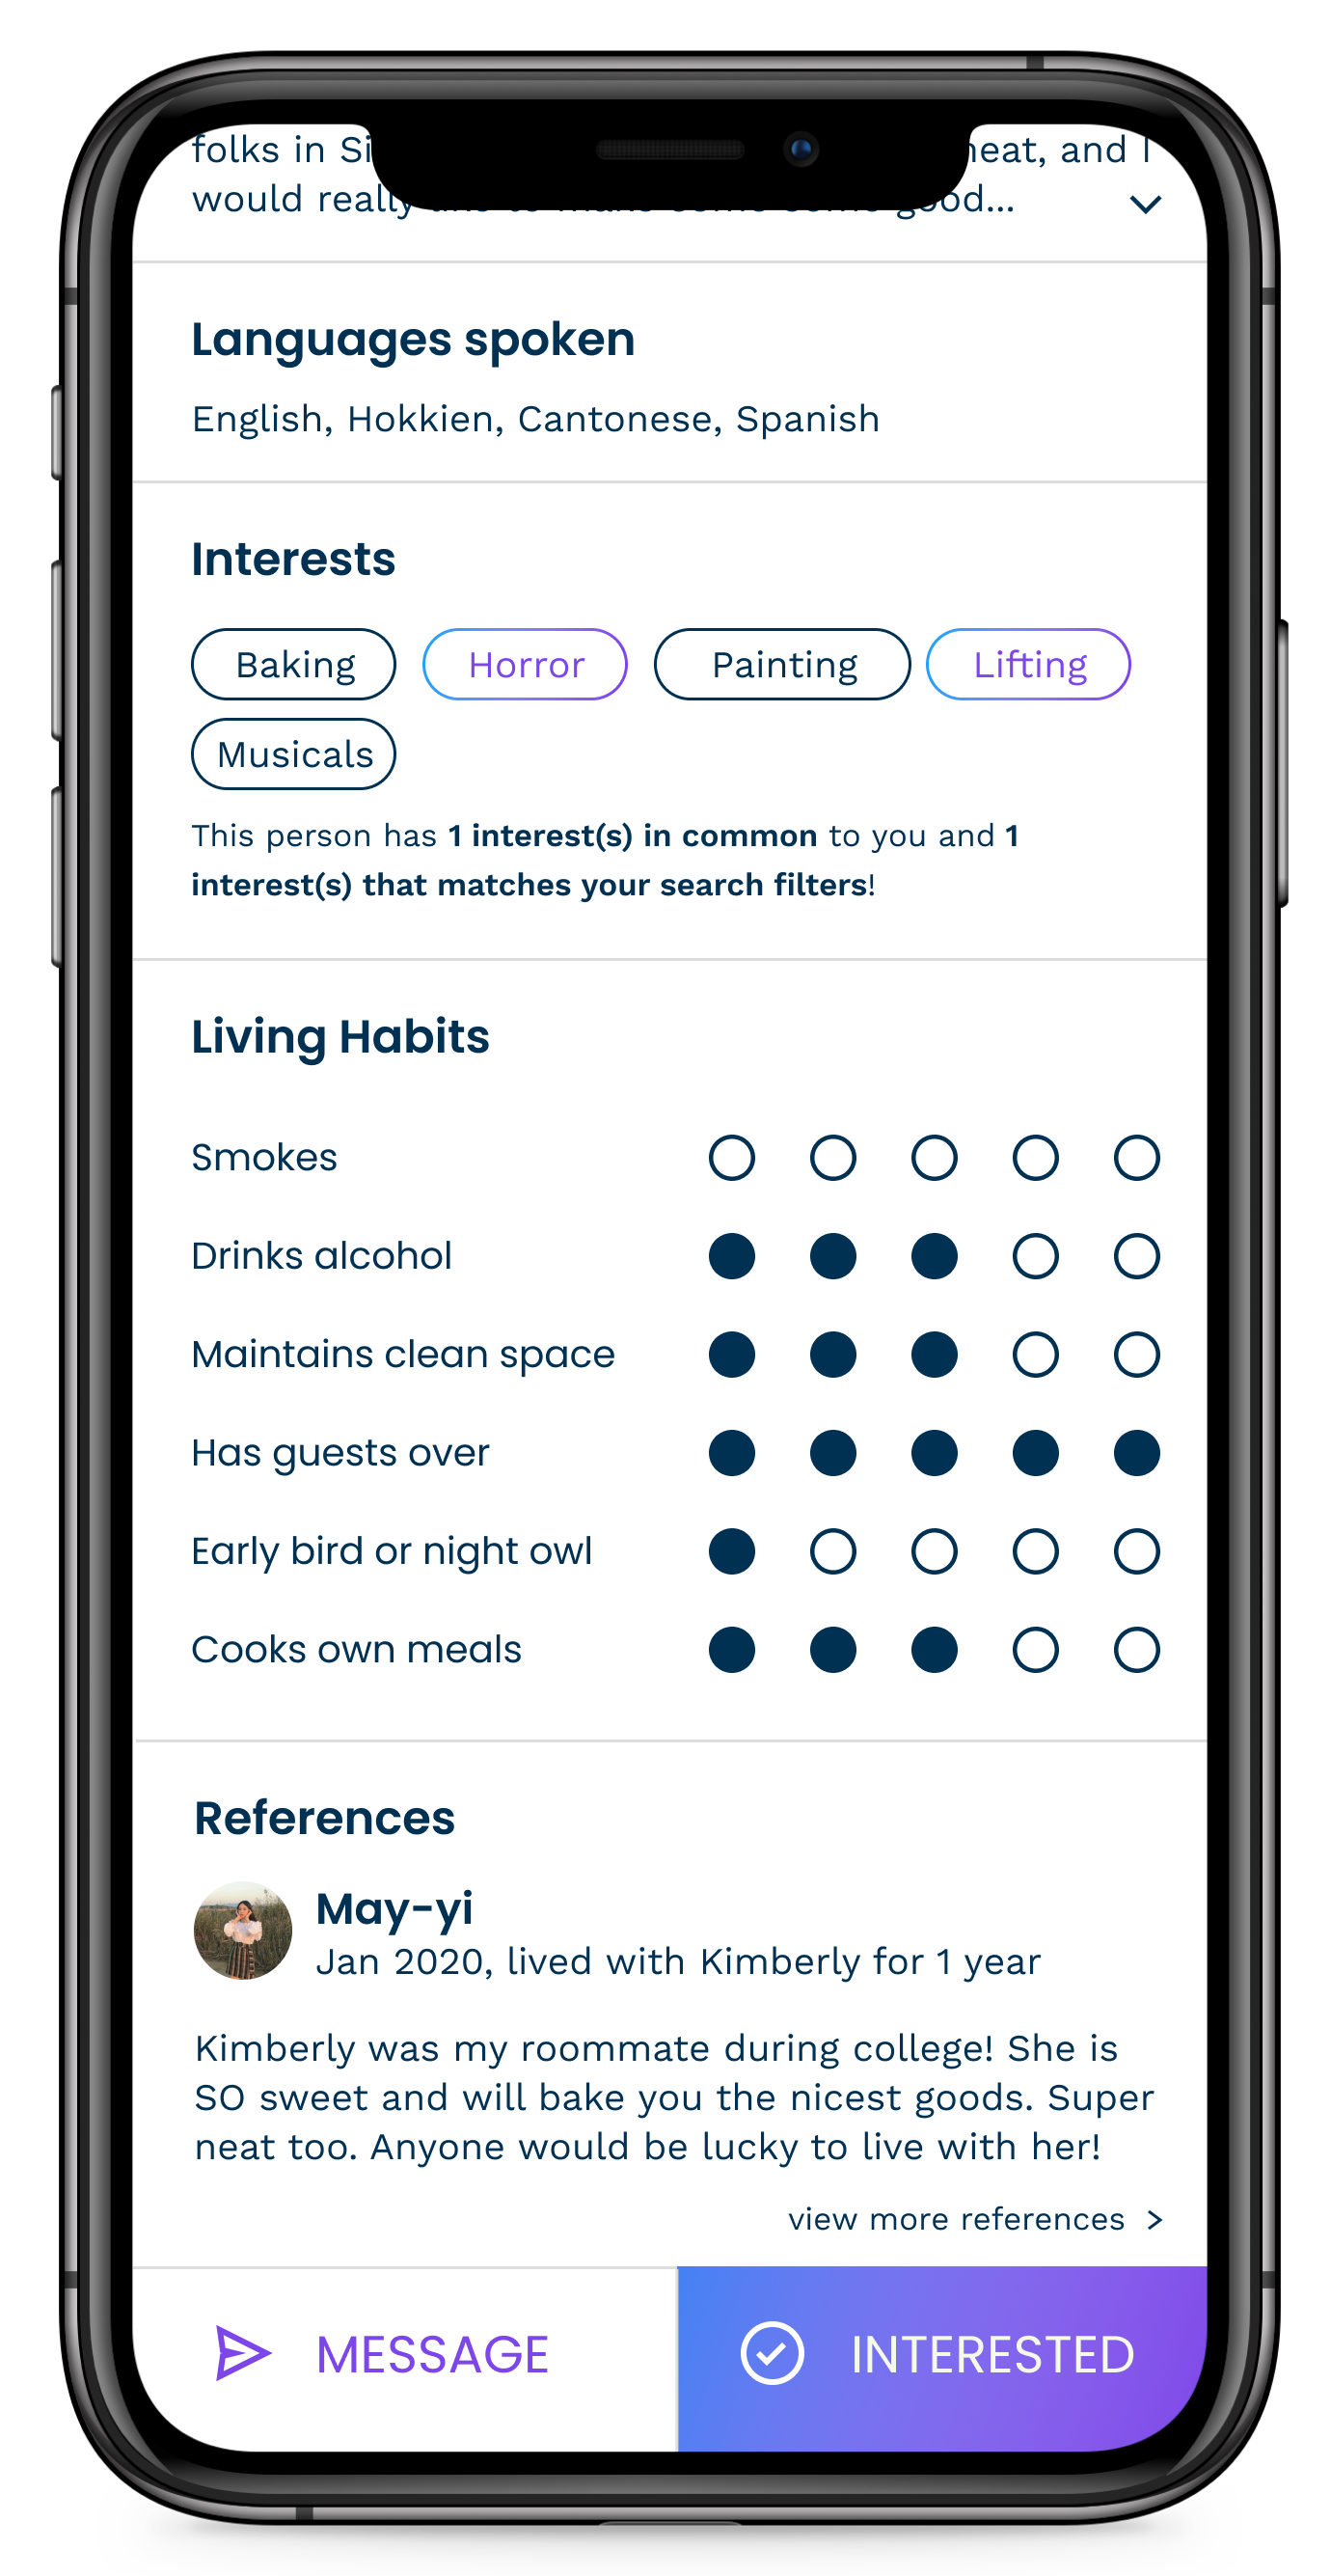 folks in Si neat, and I
would really good...
Languages spoken
English, Hokkien, Cantonese, Spanish
Interests
Baking Horror Painting Lifting
Musicals
This person has 1 interest(s) in common to you and 1
interest(s) that matches your search filters!
Living Habits
Smokes
Drinks alcohol
Maintains clean space
Has guests over
Early bird or night owl
Cooks own meals
References
May-yi
Jan 2020, lived with Kimberly for 1 year
Kimberly was my roommate during college! She is
SO sweet and will bake you the nicest goods. Super
neat too. Anyone would be lucky to live with her!
view more references >
MESSAGE INTERESTED